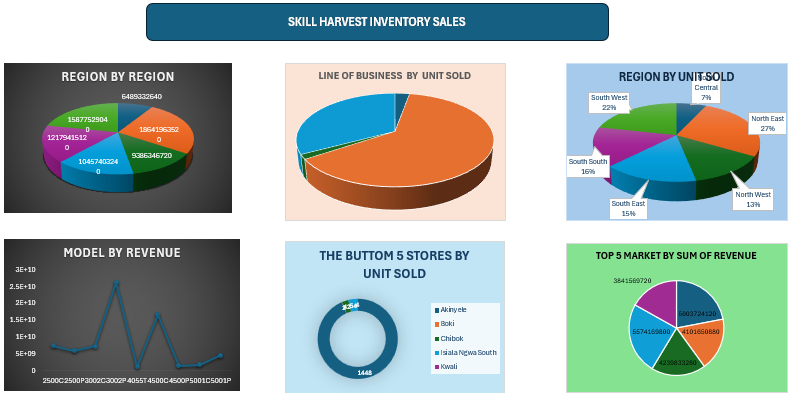 SKILL HARVEST INVENTORY SALES
REGION BY REGION
6489332640
1864196352
0
9386346720
1045740324
0
1217941512
0
1587752904
0
LINE OF BUSINESS BY UNIT SOLD
REGION BY UNIT SOLD
Central
7%
North East
27%
North West
13%
South East
15%
South South
16%
South West
22%
MODEL BY REVENUE
3E+10
2.5E+10
2E+10
1.5E+10
1E+10
5E+09
0
2500C 2500P 3002C 3002P 4055T 4500C 4500P 5001C 5001P
THE BUTTOM 5 STORES BY
UNIT SOLD
1448
Akinyele
Boki
Chibok
Isiala Ngwa South
Kwali
TOP 5 MARKET BY SUM OF REVENUE
5003724120
4101650880
4235833280
5574169800
3841569720